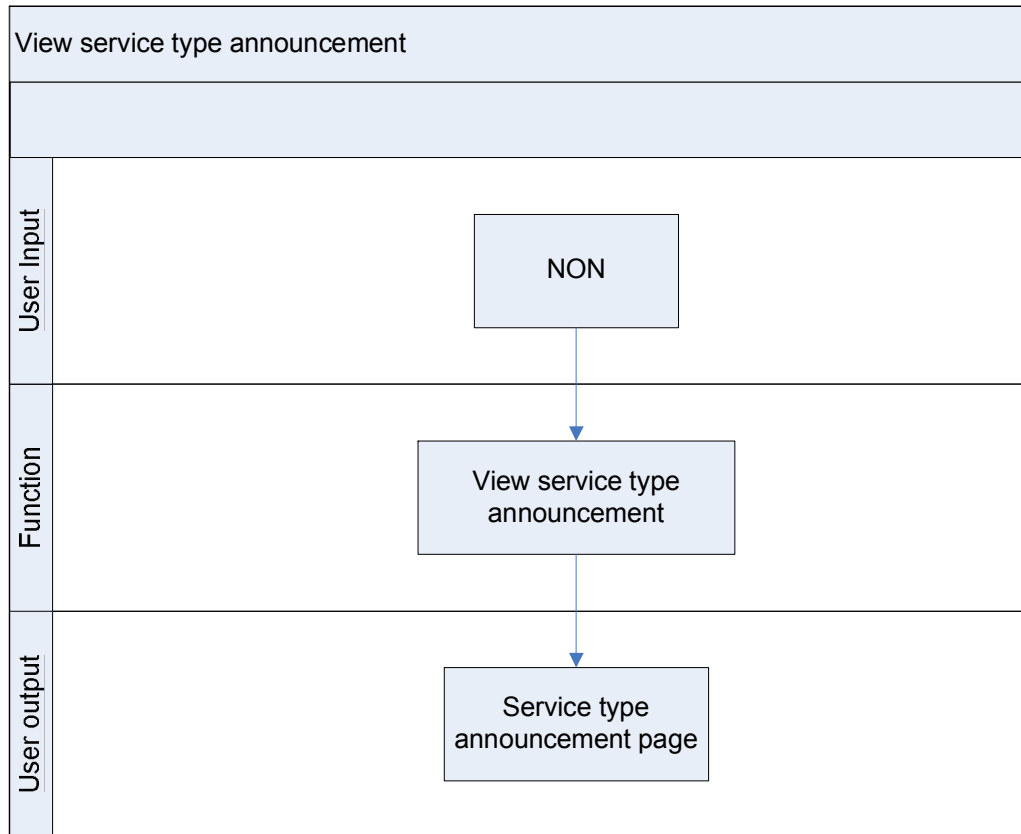 View service type announcement
User Input
NON
Function
View service type
announcement
User output
Service type
announcement page